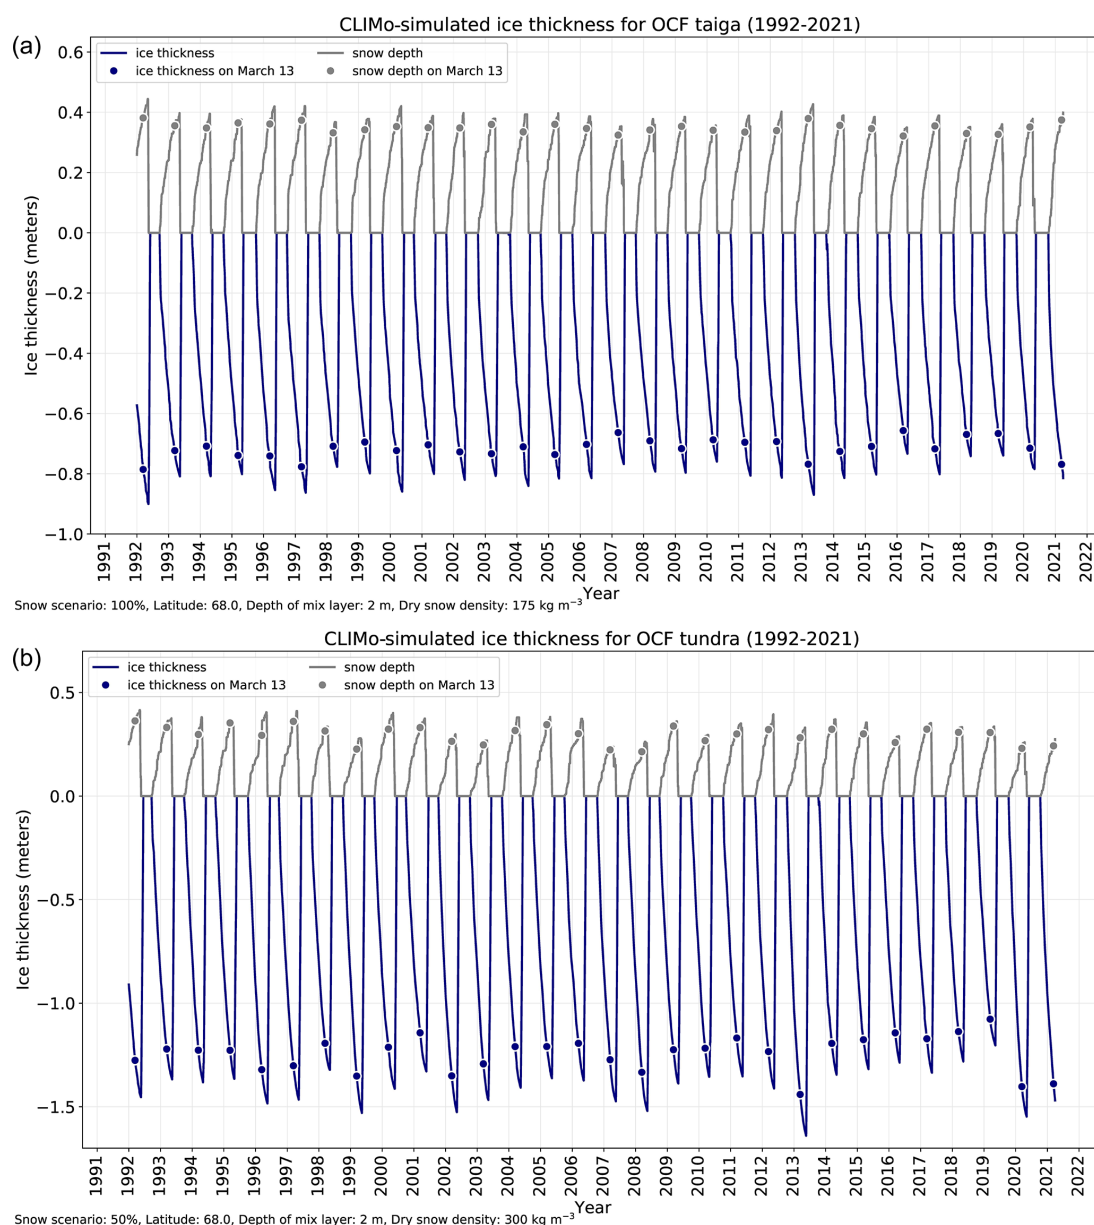 CLIMo-simulated ice thickness for OCF taiga (1992-2021)
(a)
ice thickness
snow depth
ice thickness on March 13
snow depth on March 13
0.6
0.4
0.2
0.0
−0.2
−0.4
−0.6
−0.8
−1.0
Ice thickness (meters)
1991 1992 1993 1994 1995 1996 1997 1998 1999 2000 2001 2002 2003 2004 2005 2006 2007 2008 2009 2010 2011 2012 2013 2014 2015 2016 2017 2018 2019 2020 2021 2022
Year
Snow scenario: 100%, Latitude: 68.0, Depth of mix layer: 2 m, Dry snow density: 175 kg m⁻³
CLIMo-simulated ice thickness for OCF tundra (1992-2021)
(b)
ice thickness
snow depth
ice thickness on March 13
snow depth on March 13
0.5
0.0
−0.5
−1.0
−1.5
Ice thickness (meters)
1991 1992 1993 1994 1995 1996 1997 1998 1999 2000 2001 2002 2003 2004 2005 2006 2007 2008 2009 2010 2011 2012 2013 2014 2015 2016 2017 2018 2019 2020 2021 2022
Year
Snow scenario: 50%, Latitude: 68.0, Depth of mix layer: 2 m, Dry snow density: 300 kg m⁻³